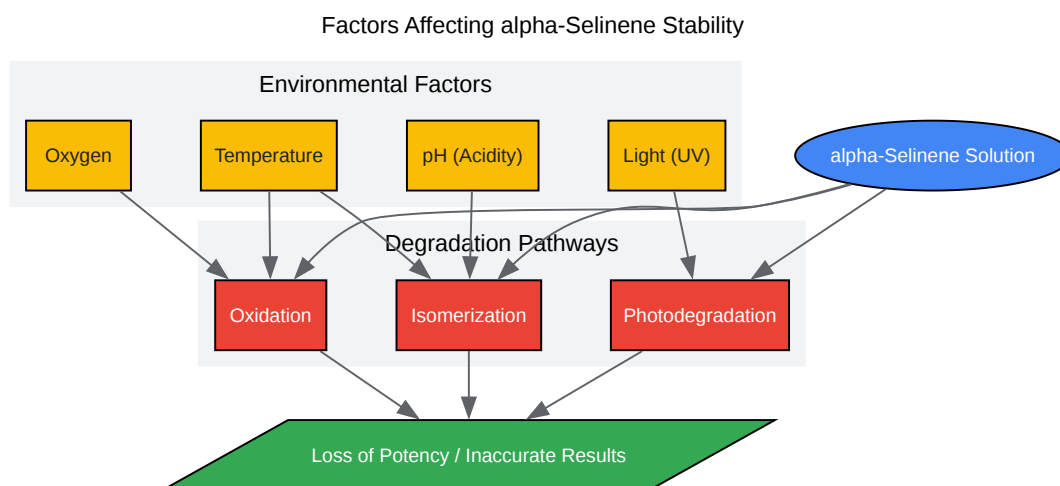 Factors Affecting alpha-Selinene Stability
Environmental Factors
Oxygen
Temperature
pH (Acidity)
Light (UV)
alpha-Selinene Solution
Degradation Pathways
Oxidation
Isomerization
Photodegradation
Loss of Potency / Inaccurate Results